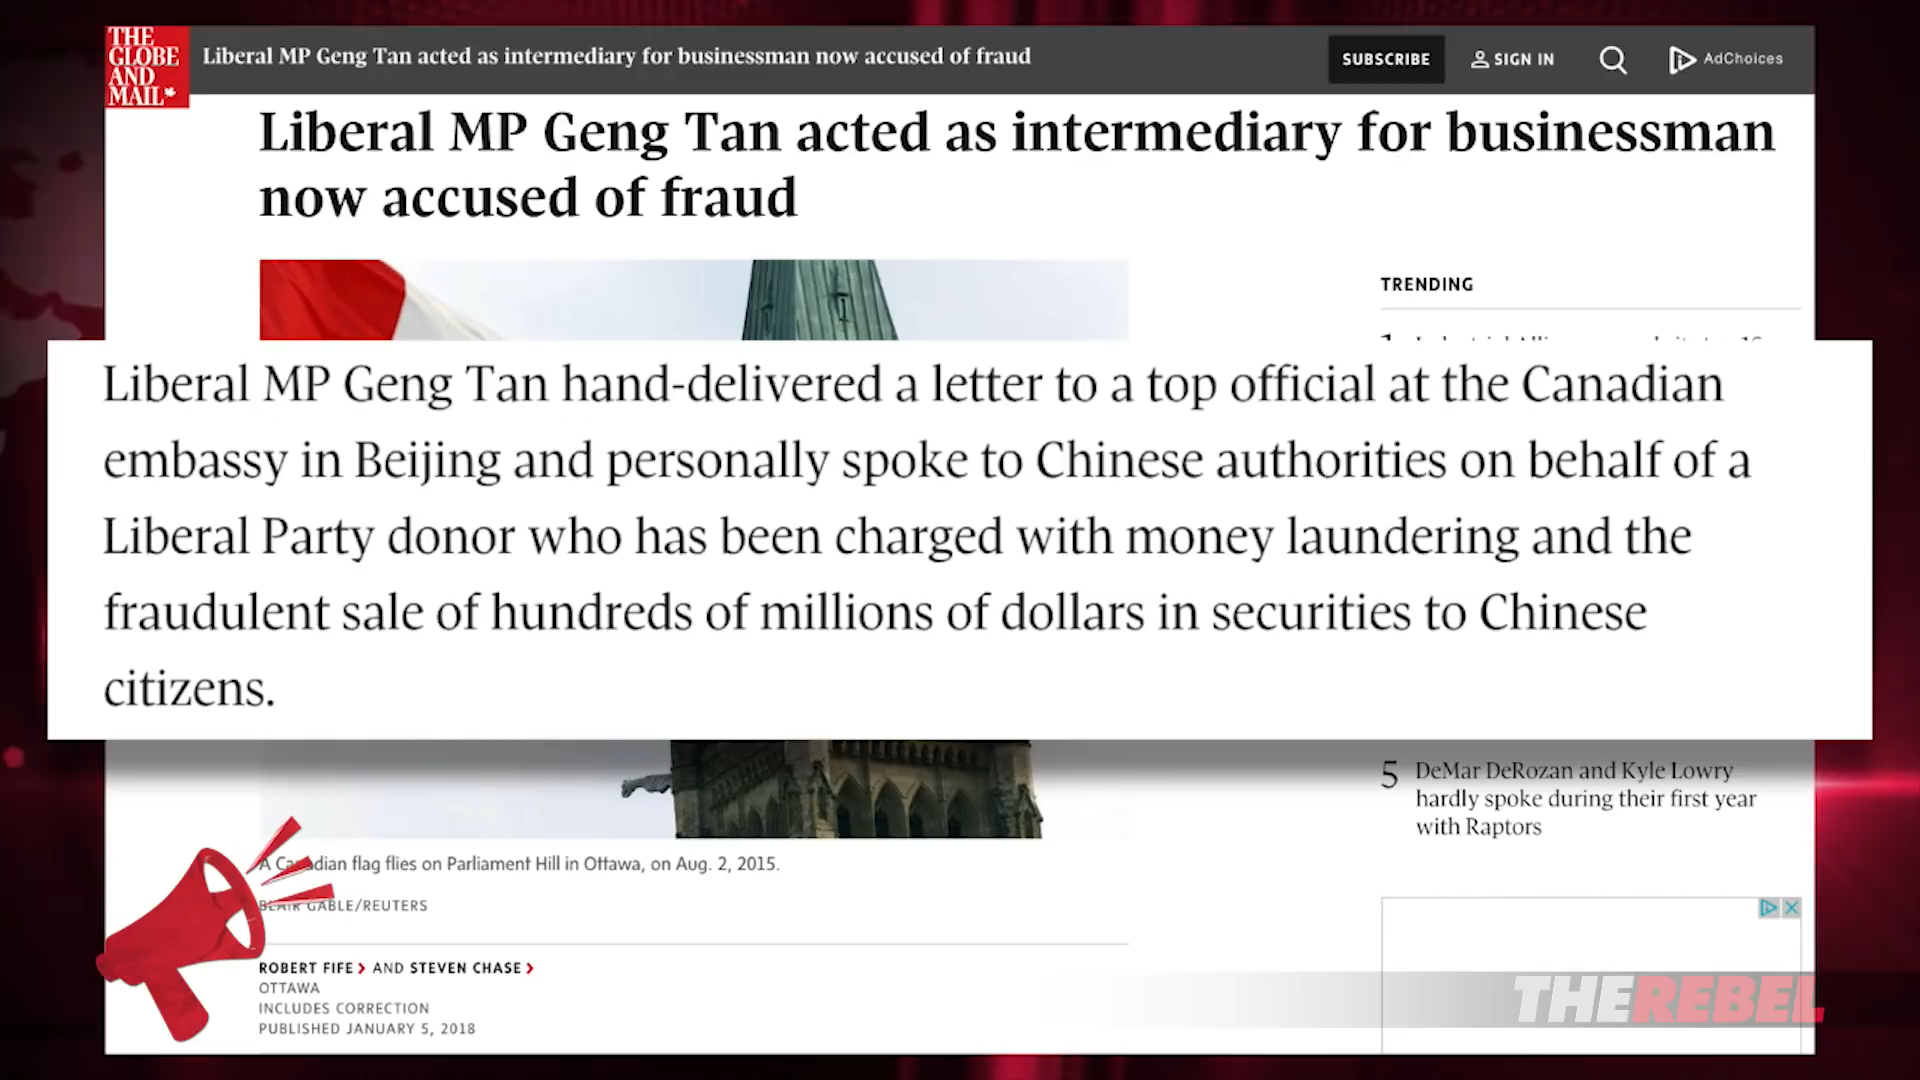 THE
GLOBE
AND
MAIL
Liberal MP Geng Tan acted as intermediary for businessman now accused of fraud
SUBSCRIBE
SIGN IN
AdChoices
Liberal MP Geng Tan acted as intermediary for businessman
now accused of fraud
TRENDING
Liberal MP Geng Tan hand-delivered a letter to a top official at the Canadian
embassy in Beijing and personally spoke to Chinese authorities on behalf of a
Liberal Party donor who has been charged with money laundering and the
fraudulent sale of hundreds of millions of dollars in securities to Chinese
citizens.
5 DeMar DeRozan and Kyle Lowry
hardly spoke during their first year
with Raptors
A Canadian flag flies on Parliament Hill in Ottawa, on Aug. 2, 2015.
BLAIR GABLE/REUTERS
ROBERT FIFE AND STEVEN CHASE
OTTAWA
INCLUDES CORRECTION
PUBLISHED JANUARY 5, 2018
THE REBEL